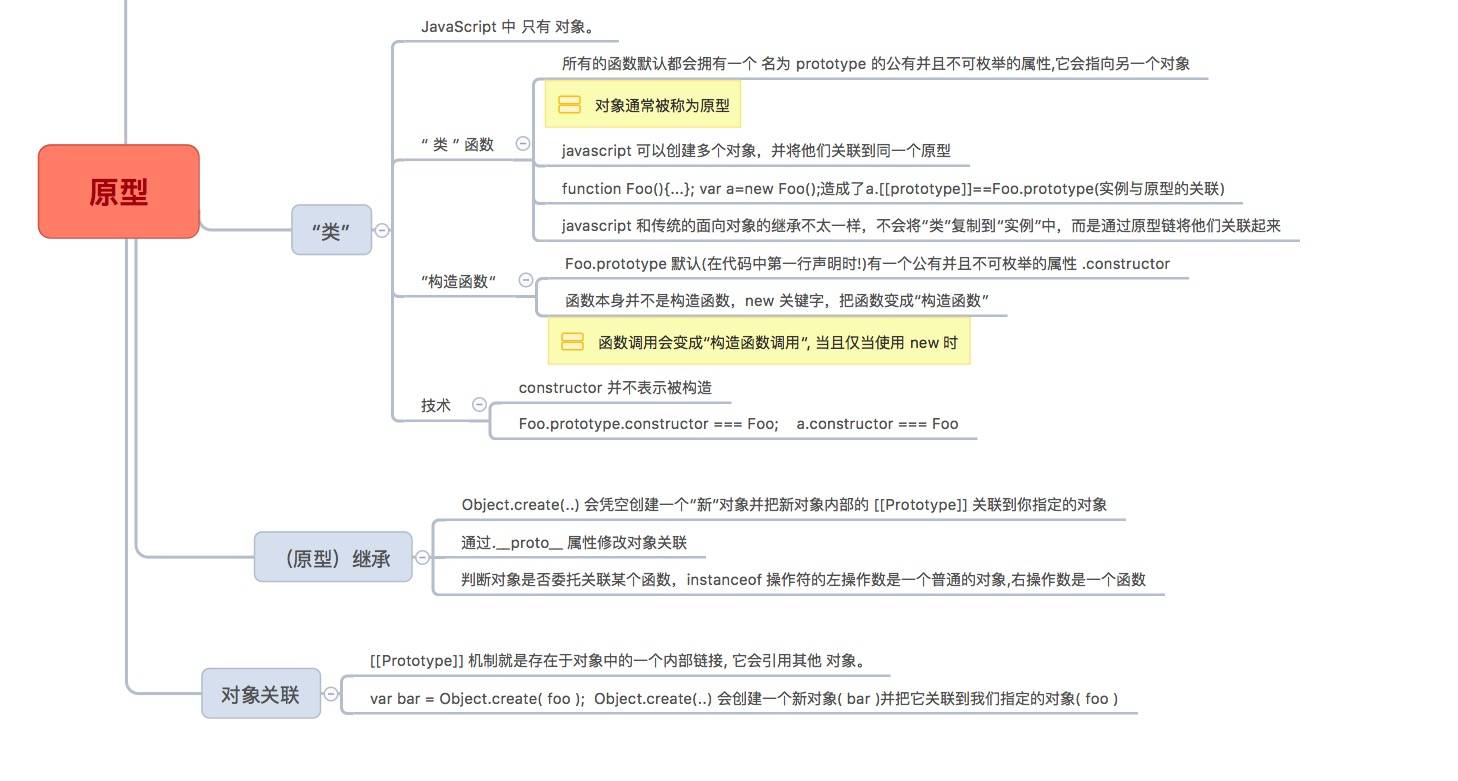 原型
“类”
JavaScript 中 只有 对象。
“ 类 ” 函数
所有的函数默认都会拥有一个 名为 prototype 的公有并且不可枚举的属性,它会指向另一个对象
对象通常被称为原型
javascript 可以创建多个对象，并将他们关联到同一个原型
function Foo(){...}; var a=new Foo();造成了a.[[prototype]]==Foo.prototype(实例与原型的关联)
javascript 和传统的面向对象的继承不太一样，不会将“类”复制到“实例”中，而是通过原型链将他们关联起来
“构造函数“
Foo.prototype 默认(在代码中第一行声明时!)有一个公有并且不可枚举的属性 .constructor
函数本身并不是构造函数，new 关键字，把函数变成“构造函数”
函数调用会变成“构造函数调用“, 当且仅当使用 new 时
技术
constructor 并不表示被构造
Foo.prototype.constructor === Foo; a.constructor === Foo
（原型）继承
Object.create(..) 会凭空创建一个“新”对象并把新对象内部的 [[Prototype]] 关联到你指定的对象
通过.__proto__ 属性修改对象关联
判断对象是否委托关联某个函数，instanceof 操作符的左操作数是一个普通的对象,右操作数是一个函数
对象关联
[[Prototype]] 机制就是存在于对象中的一个内部链接, 它会引用其他 对象。
var bar = Object.create( foo ); Object.create(..) 会创建一个新对象( bar )并把它关联到我们指定的对象( foo )